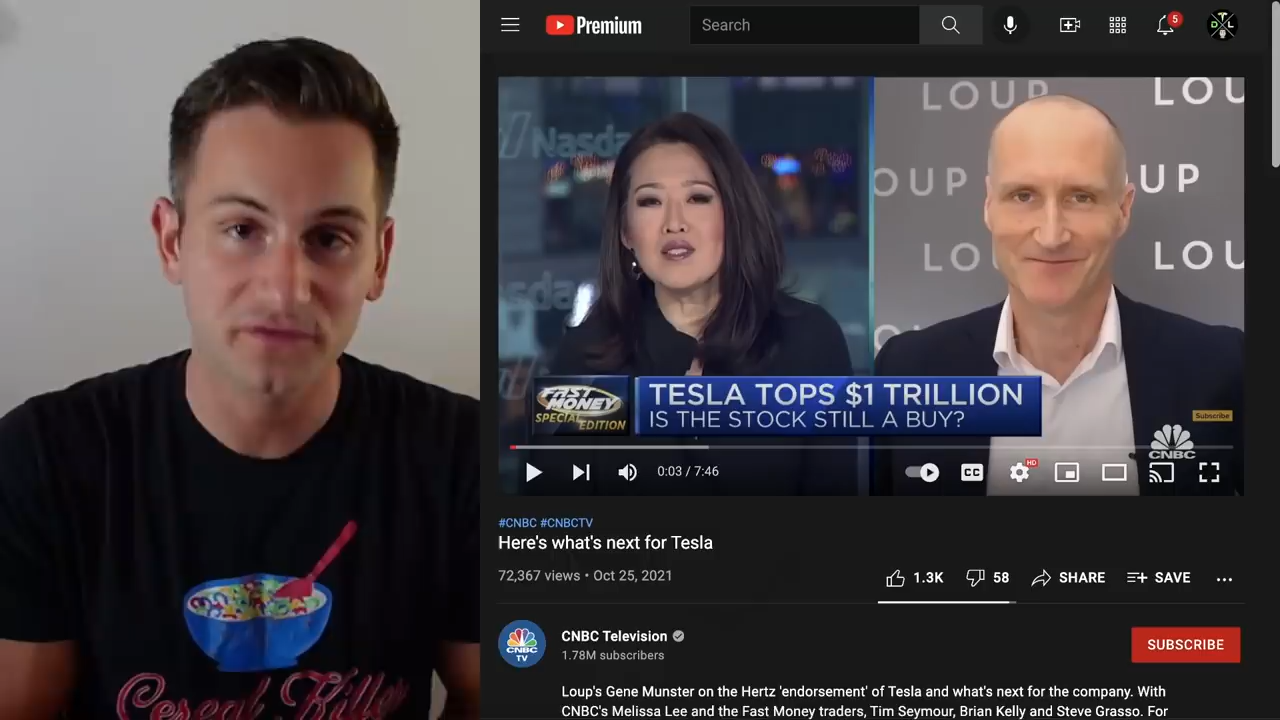 Premium
Search
5
D L
Nasda
sda
LOUP
LOU
OUP
UP
LO
LOU
FAST
MONEY
SPECIAL
EDITION
TESLA TOPS $1 TRILLION
IS THE STOCK STILL A BUY?
Subscribe
CNBC
0:03 / 7:46
CC
HD
#CNBC #CNBCTV
Here's what's next for Tesla
72,367 views • Oct 25, 2021
1.3K
58
SHARE
SAVE
CNBC
TV
CNBC Television
1.78M subscribers
SUBSCRIBE
Loup's Gene Munster on the Hertz 'endorsement' of Tesla and what's next for the company. With
CNBC's Melissa Lee and the Fast Money traders, Tim Seymour, Brian Kelly and Steve Grasso. For
Cereal Killer